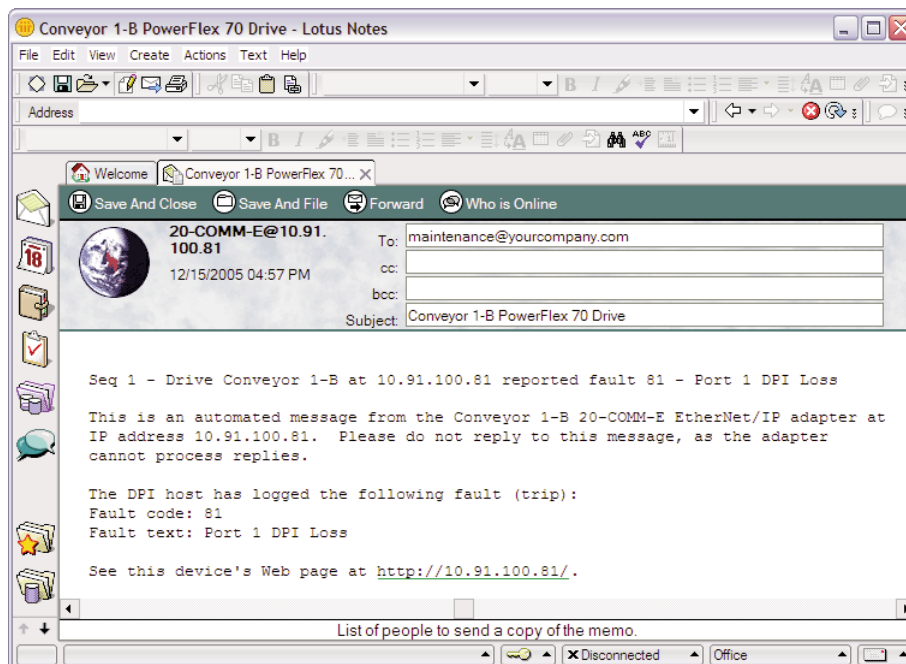 Conveyor 1-B PowerFlex 70 Drive - Lotus Notes
File Edit View Create Actions Text Help
B I
Address
B I ABC
Welcome Conveyor 1-B PowerFlex 70...
Save And Close Save And File Forward Who is Online
20-COMM-E@10.91.
100.81
12/15/2005 04:57 PM
To: maintenance@yourcompany.com
cc:
bcc:
Subject: Conveyor 1-B PowerFlex 70 Drive
18
Seq 1 - Drive Conveyor 1-B at 10.91.100.81 reported fault 81 - Port 1 DPI Loss
This is an automated message from the Conveyor 1-B 20-COMM-E EtherNet/IP adapter at
IP address 10.91.100.81. Please do not reply to this message, as the adapter
cannot process replies.
The DPI host has logged the following fault (trip):
Fault code: 81
Fault text: Port 1 DPI Loss
See this device's Web page at http://10.91.100.81/.
List of people to send a copy of the memo.
Disconnected Office